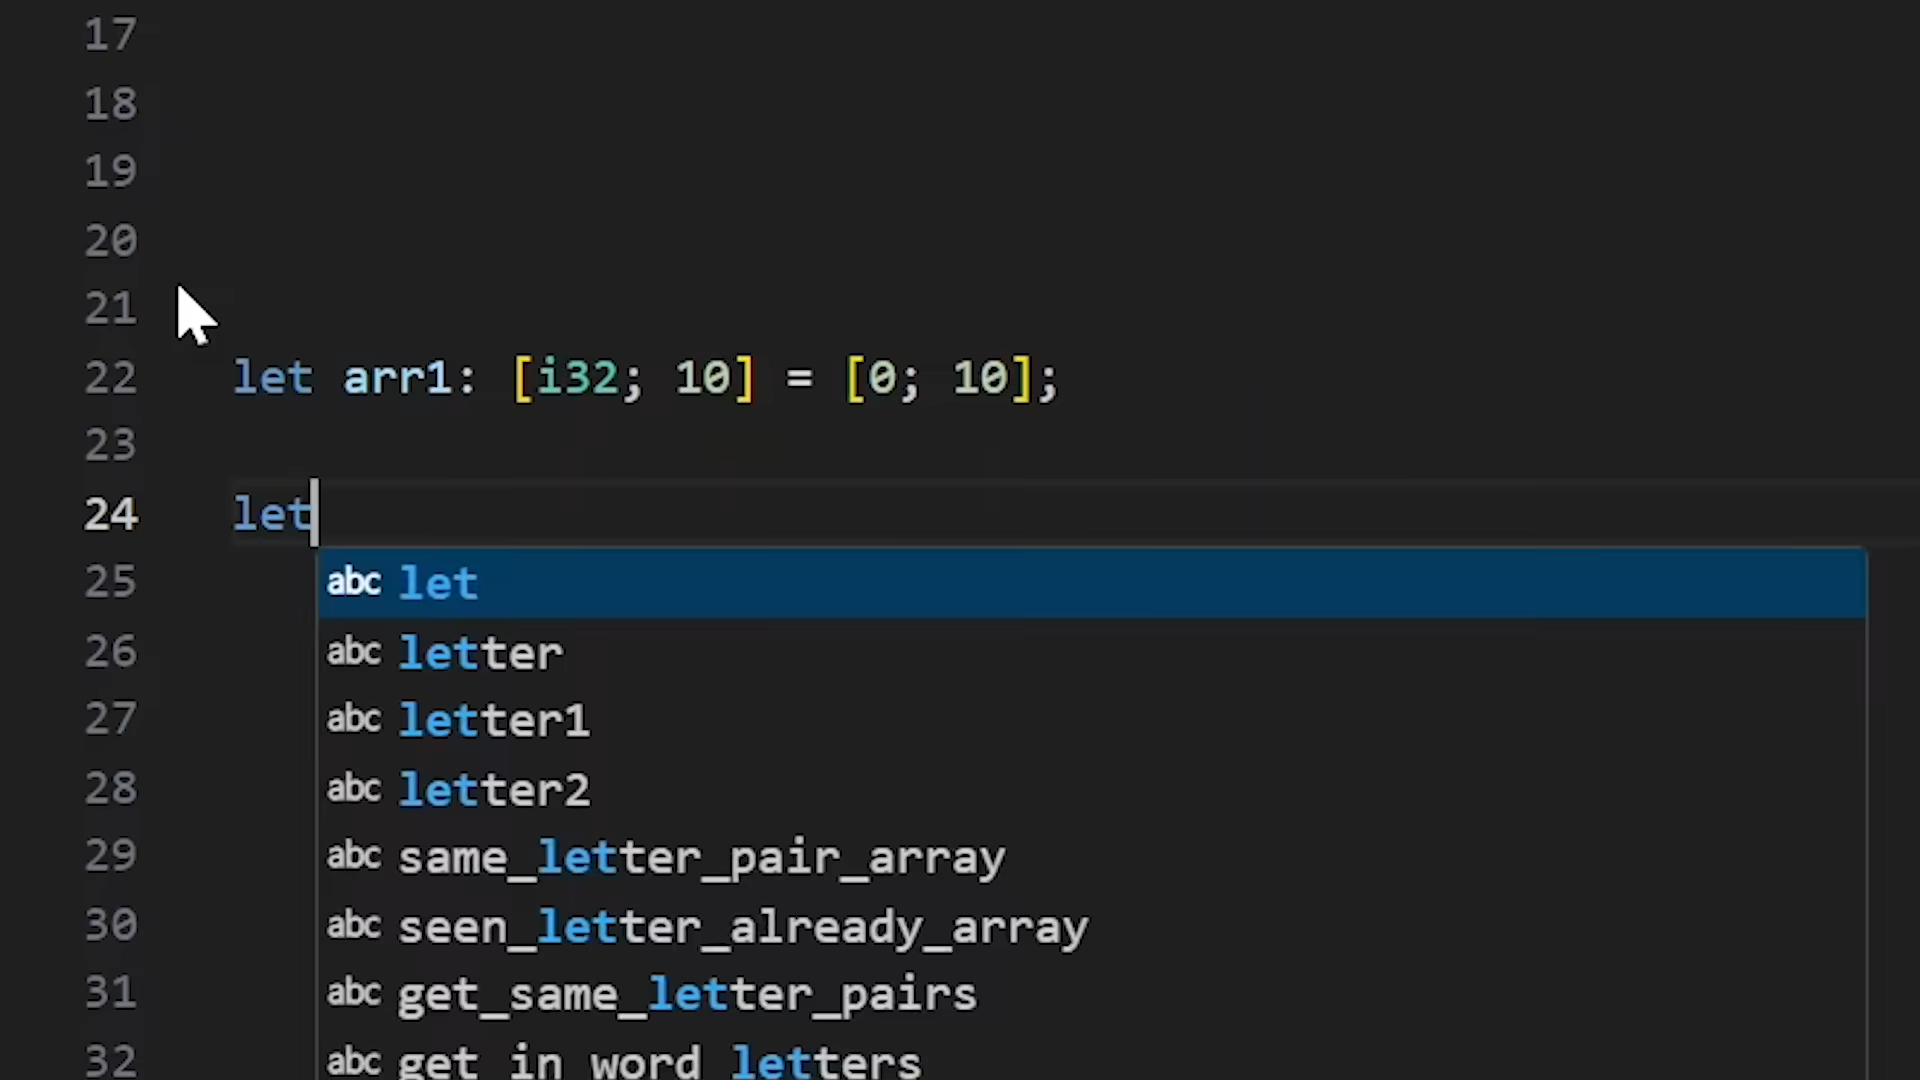 17
18
19
20
21
22 let arr1: [i32; 10] = [0; 10];
23
24 let
25 abc let
26 abc letter
27 abc letter1
28 abc letter2
29 abc same_letter_pair_array
30 abc seen_letter_already_array
31 abc get_same_letter_pairs
32 abc get_in_word_letters